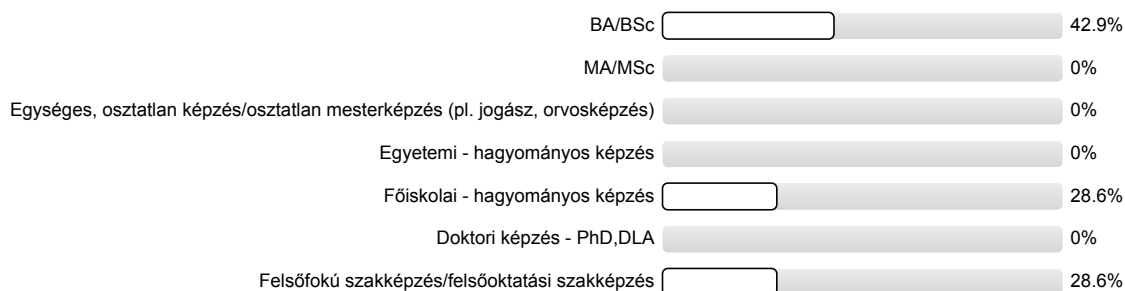 BA/BSc 42.9%
MA/MSc 0%
Egységes, osztatlan képzés/osztatlan mesterképzés (pl. jogász, orvosképzés) 0%
Egyetemi - hagyományos képzés 0%
Főiskolai - hagyományos képzés 28.6%
Doktori képzés - PhD,DLA 0%
Felsőfokú szakképzés/felsőoktatási szakképzés 28.6%